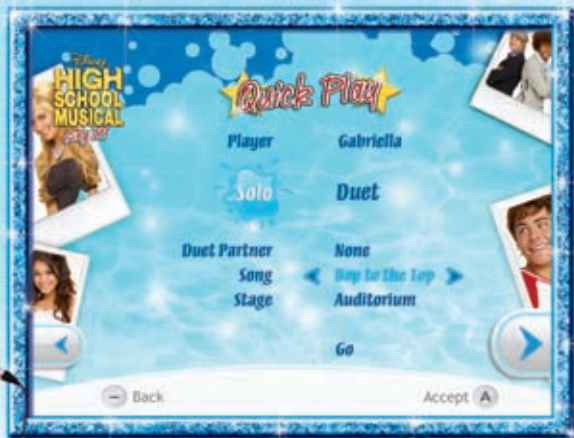 Disney
HIGH
SCHOOL
MUSICAL
Quick Play
Player Gabriella
Solo Duet
Duet Partner None
Song Bop to the Top
Stage Auditorium
Go
Back Accept A